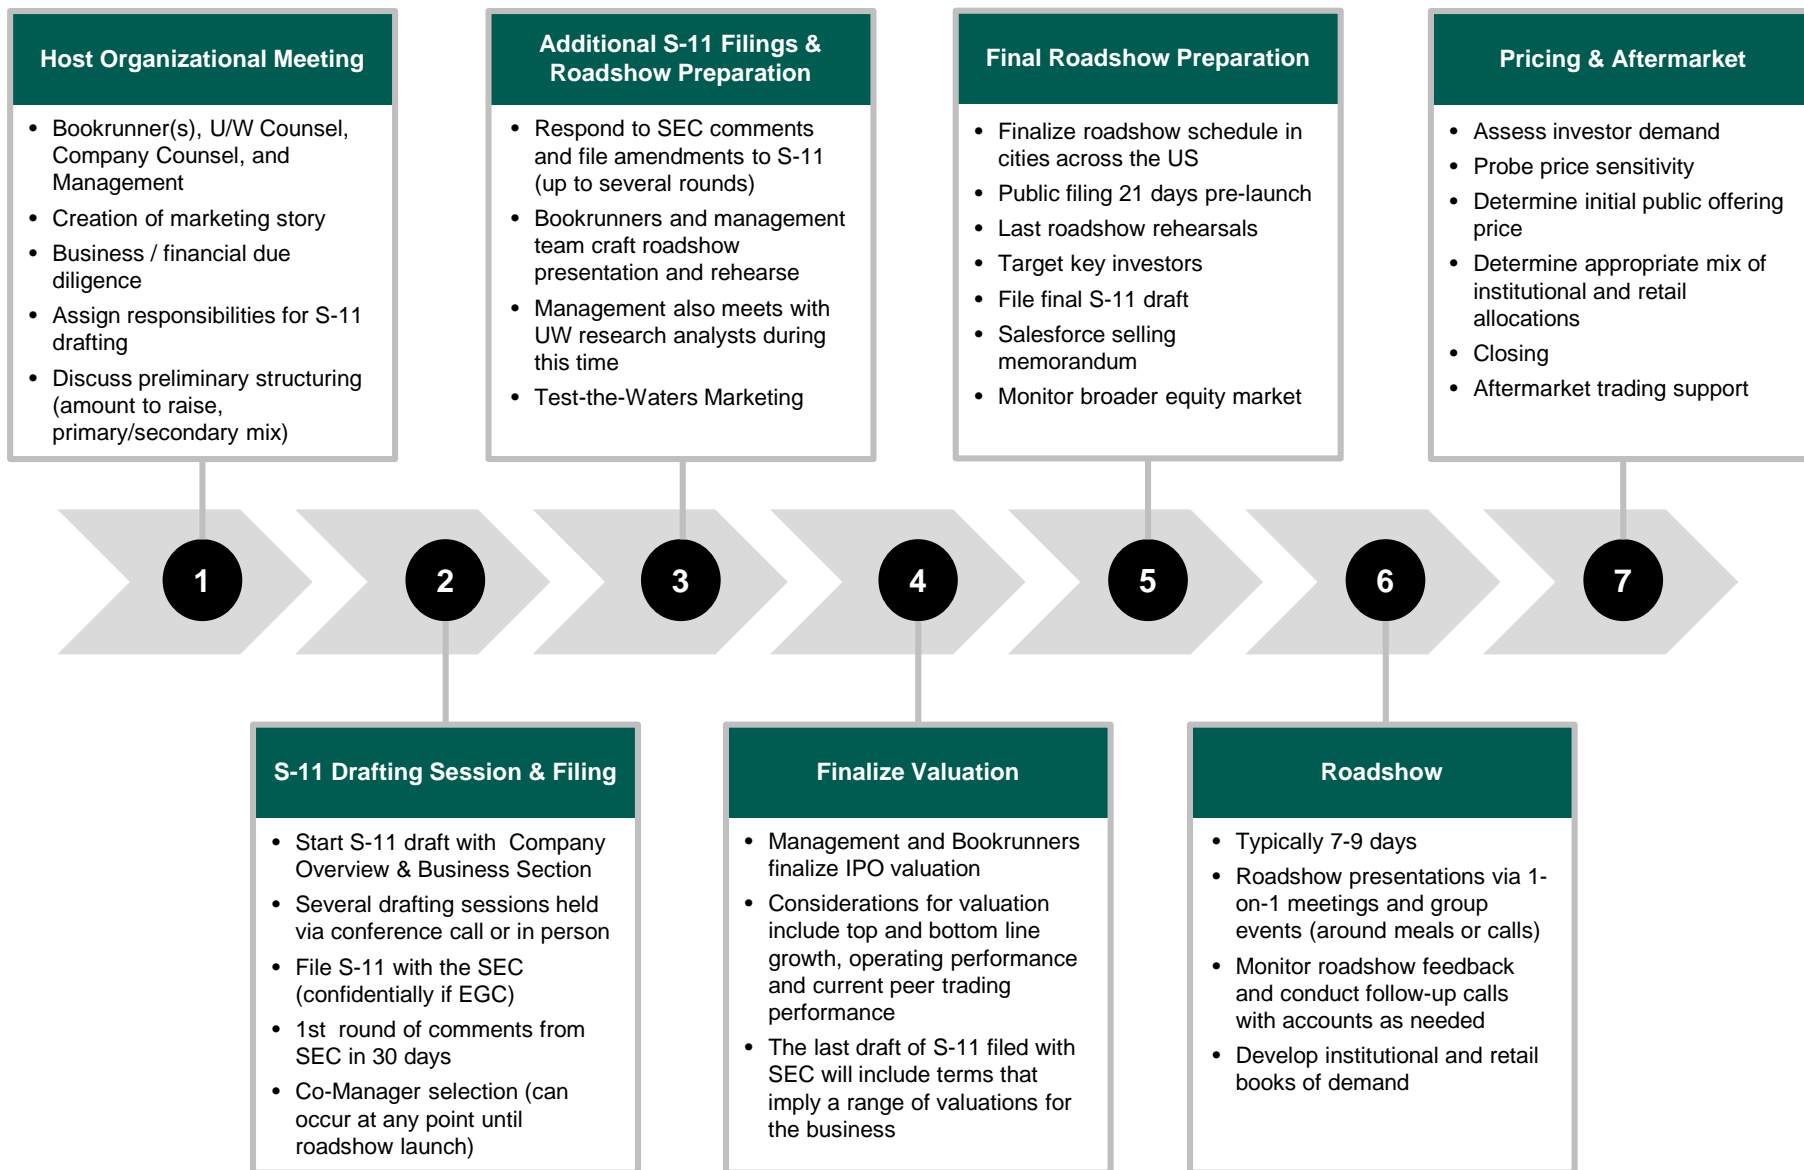 Host Organizational Meeting
• Bookrunner(s), U/W Counsel,
Company Counsel, and
Management
• Creation of marketing story
• Business / financial due
diligence
• Assign responsibilities for S-11
drafting
• Discuss preliminary structuring
(amount to raise,
primary/secondary mix)
Additional S-11 Filings &
Roadshow Preparation
• Respond to SEC comments
and file amendments to S-11
(up to several rounds)
• Bookrunners and management
team craft roadshow
presentation and rehearse
• Management also meets with
UW research analysts during
this time
• Test-the-Waters Marketing
Final Roadshow Preparation
• Finalize roadshow schedule in
cities across the US
• Public filing 21 days pre-launch
• Last roadshow rehearsals
• Target key investors
• File final S-11 draft
• Salesforce selling
memorandum
• Monitor broader equity market
Pricing & Aftermarket
• Assess investor demand
• Probe price sensitivity
• Determine initial public offering
price
• Determine appropriate mix of
institutional and retail
allocations
• Closing
• Aftermarket trading support
1
2
3
4
5
6
7
S-11 Drafting Session & Filing
• Start S-11 draft with  Company
Overview & Business Section
• Several drafting sessions held
via conference call or in person
• File S-11 with the SEC
(confidentially if EGC)
• 1st  round of comments from
SEC in 30 days
• Co-Manager selection (can
occur at any point until
roadshow launch)
Finalize Valuation
• Management and Bookrunners
finalize IPO valuation
• Considerations for valuation
include top and bottom line
growth, operating performance
and current peer trading
performance
• The last draft of S-11 filed with
SEC will include terms that
imply a range of valuations for
the business
Roadshow
• Typically 7-9 days
• Roadshow presentations via 1-
on-1 meetings and group
events (around meals or calls)
• Monitor roadshow feedback
and conduct follow-up calls
with accounts as needed
• Develop institutional and retail
books of demand